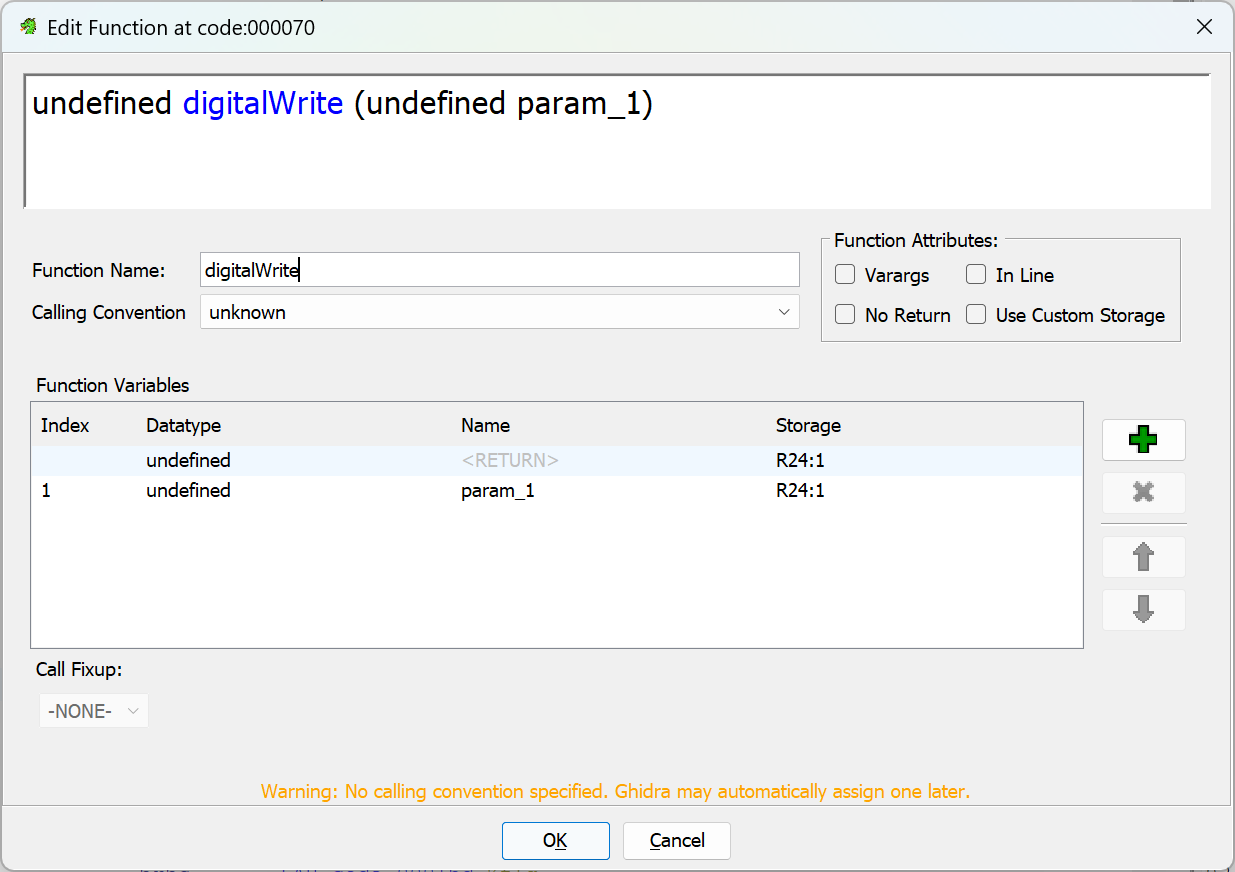 Edit Function at code:000070
undefined digitalWrite (undefined param_1)
Function Name: digitalWrite
Calling Convention unknown
Function Attributes:
Varargs In Line
No Return Use Custom Storage
Function Variables
Index Datatype Name Storage
undefined <RETURN> R24:1
1 undefined param_1 R24:1
Call Fixup:
-NONE-
Warning: No calling convention specified. Ghidra may automatically assign one later.
OK Cancel